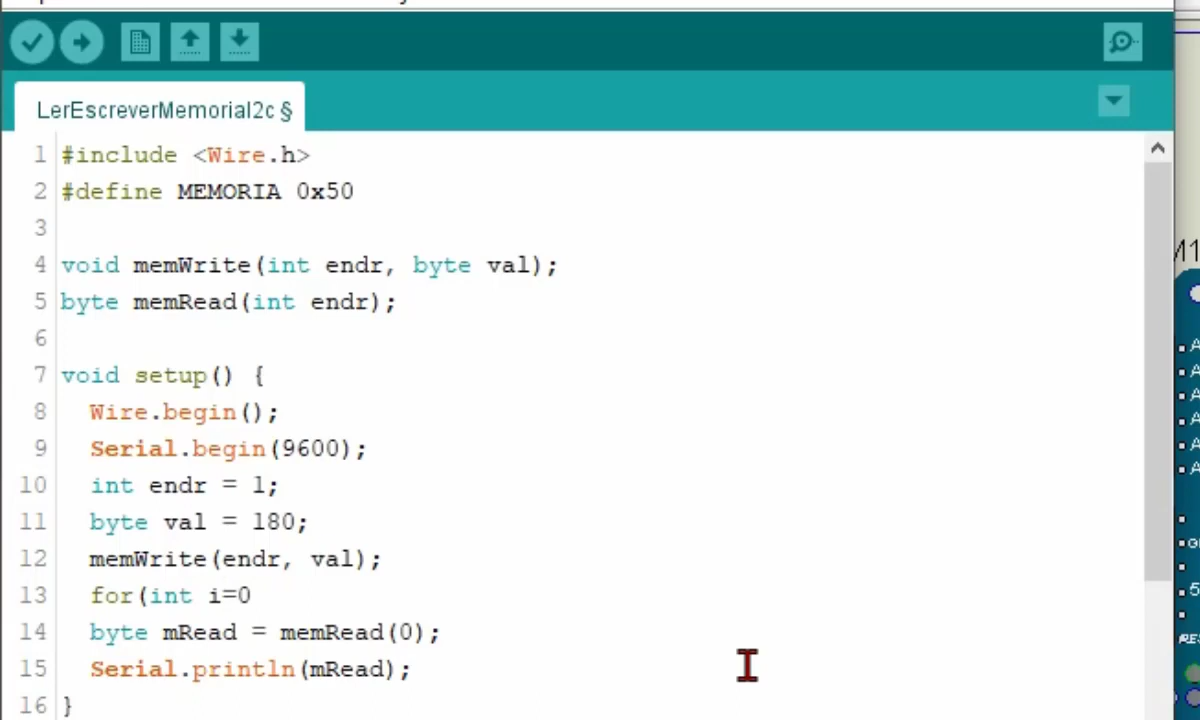 LerEscreverMemorial2c §
1 #include <Wire.h>
2 #define MEMORIA 0x50
3
4 void memWrite(int endr, byte val);
5 byte memRead(int endr);
6
7 void setup() {
8   Wire.begin();
9   Serial.begin(9600);
10   int endr = 1;
11   byte val = 180;
12   memWrite(endr, val);
13   for(int i=0
14   byte mRead = memRead(0);
15   Serial.println(mRead);
16 }